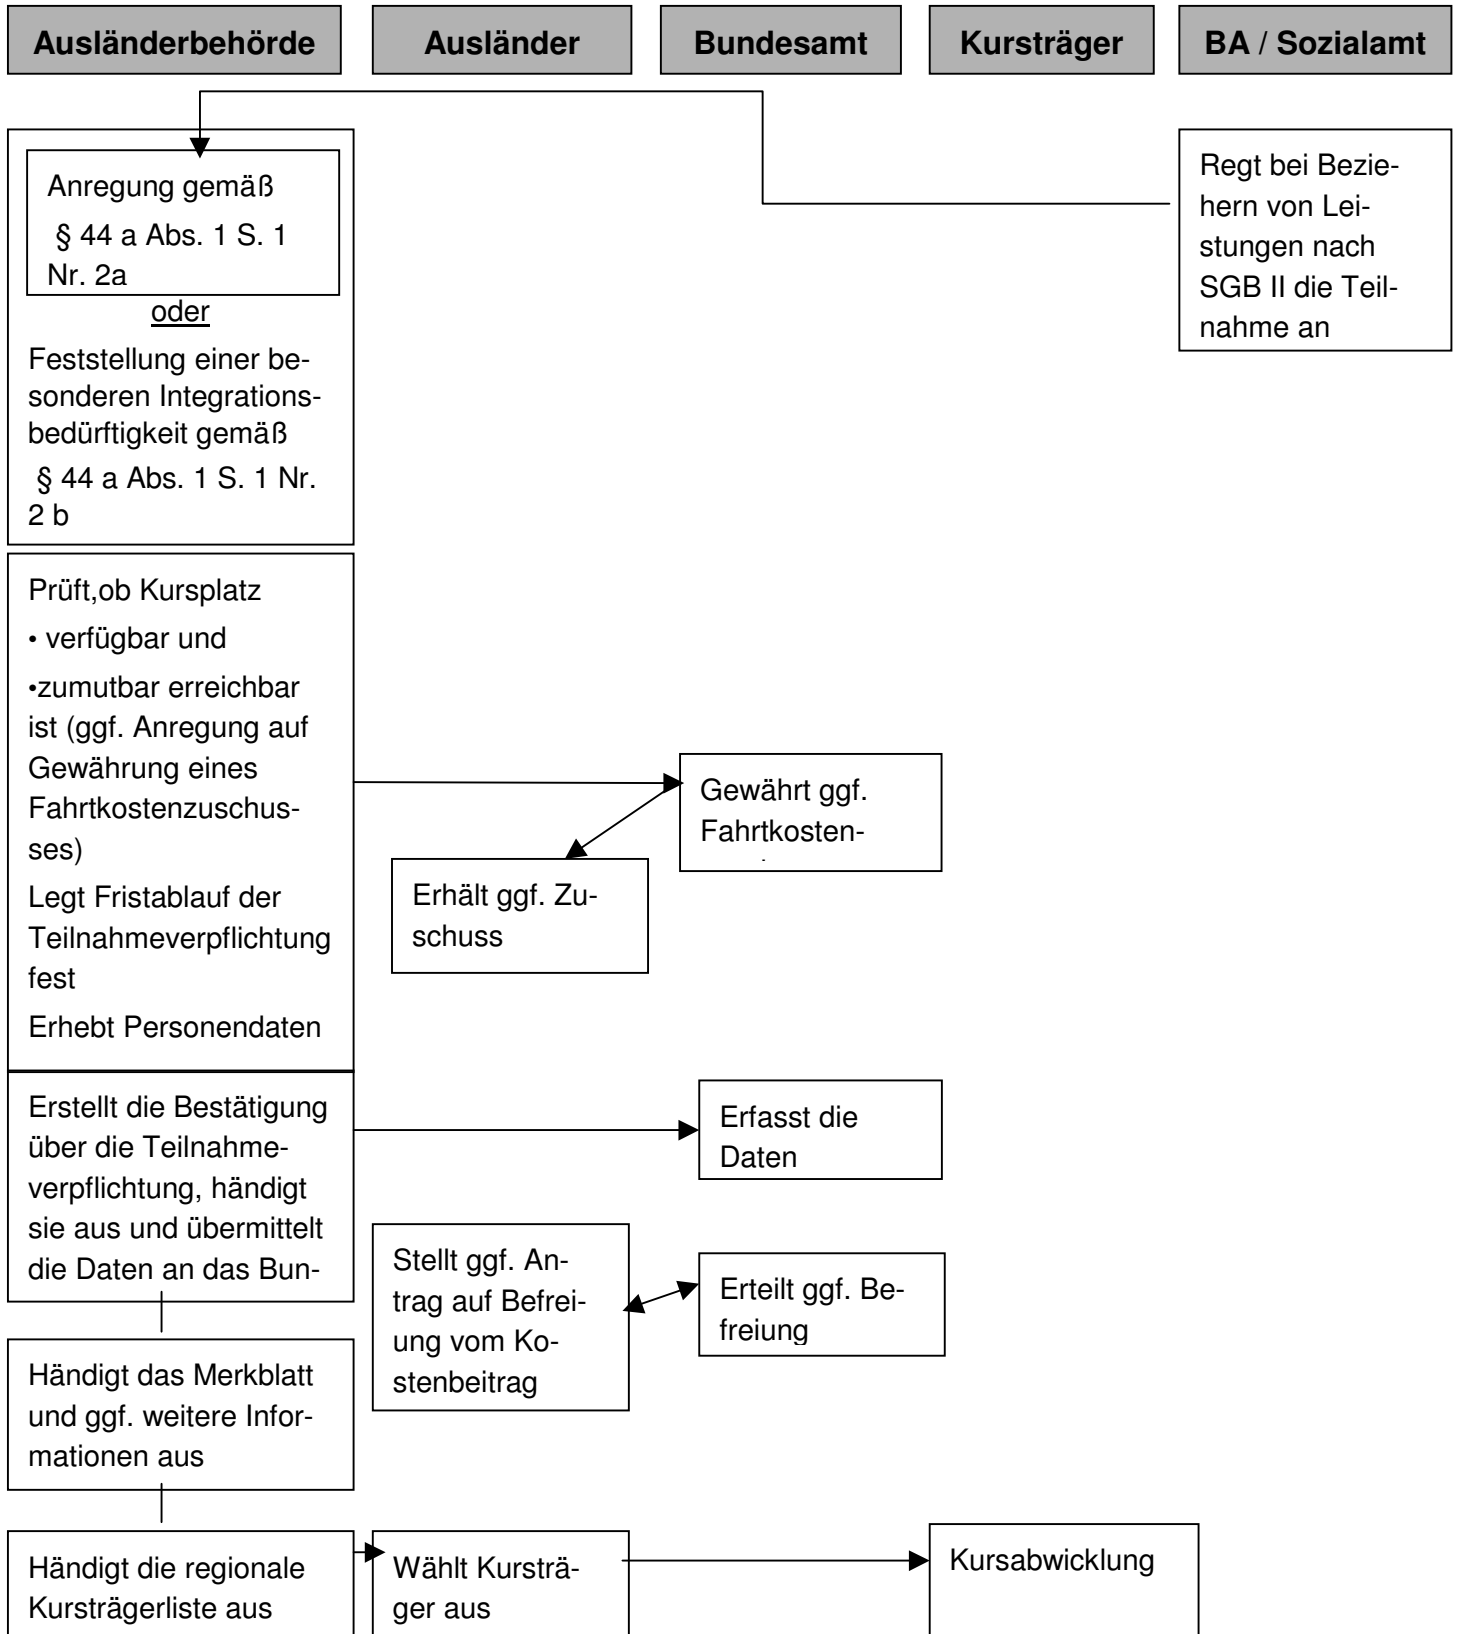 Ausländerbehörde
Ausländer
Bundesamt
Kursträger
BA / Sozialamt
Anregung gemäß
§ 44 a Abs. 1 S. 1
Nr. 2a
oder
Feststellung einer be-
sonderen Integrations-
bedürftigkeit gemäß
§ 44 a Abs. 1 S. 1 Nr.
2 b
Regt bei Bezie-
hern von Lei-
stungen nach
SGB II die Teil-
nahme an
Prüft,ob Kursplatz
• verfügbar und
•zumutbar erreichbar
ist (ggf. Anregung auf
Gewährung eines
Fahrtkostenzuschus-
ses)
Legt Fristablauf der
Teilnahmeverpflichtung
fest
Erhebt Personendaten
Gewährt ggf.
Fahrtkosten-
Erhält ggf. Zu-
schuss
Erstellt die Bestätigung
über die Teilnahme-
verpflichtung, händigt
sie aus und übermittelt
die Daten an das Bun-
Erfasst die
Daten
Stellt ggf. An-
trag auf Befrei-
ung vom Ko-
stenbeitrag
Erteilt ggf. Be-
freiung
Händigt das Merkblatt
und ggf. weitere Infor-
mationen aus
Händigt die regionale
Kursträgerliste aus
Wählt Kursträ-
ger aus
Kursabwicklung